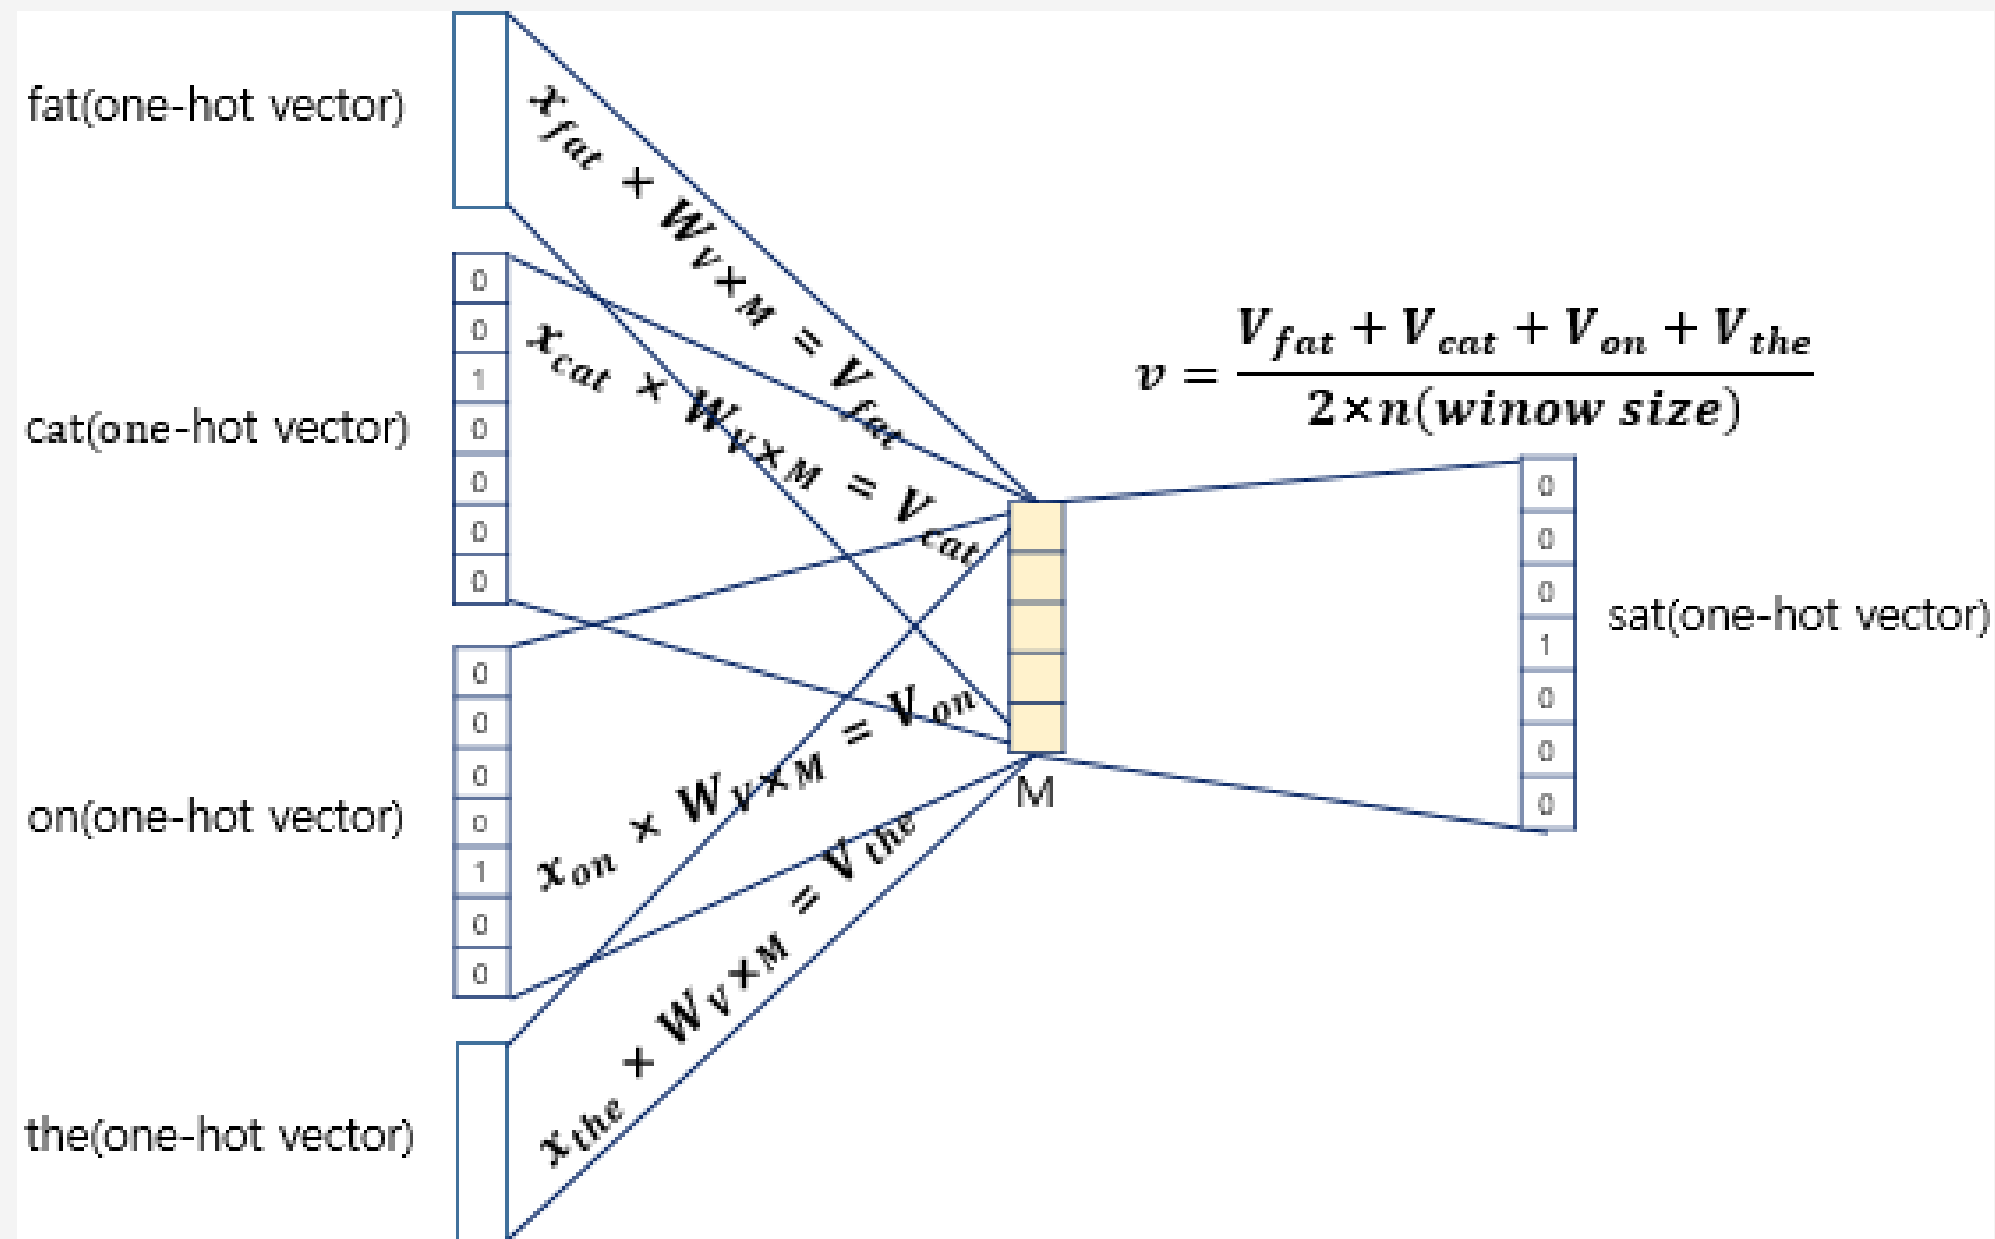 fat(one-hot vector)
x_fat × W_V×M = V_fat
0
0
1
0
0
0
0
cat(one-hot vector)
x_cat × W_V×M = V_cat
0
0
0
0
1
0
0
on(one-hot vector)
x_on × W_V×M = V_on
the(one-hot vector)
x_the × W_V×M = V_the
M
v = 
V_fat + V_cat + V_on + V_the
2×n(winow size)
0
0
0
1
0
0
0
sat(one-hot vector)